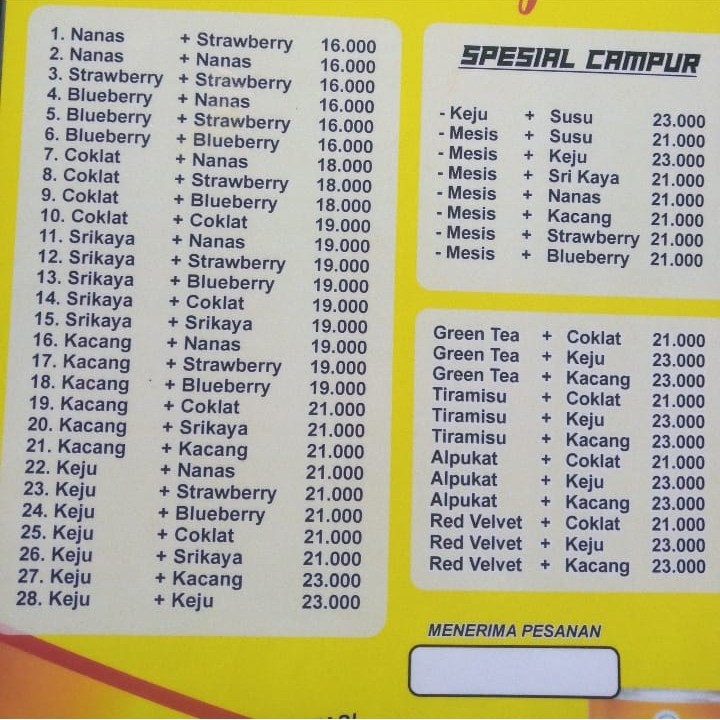 1. Nanas + Strawberry 16.000
2. Nanas + Nanas 16.000
3. Strawberry + Strawberry 16.000
4. Blueberry + Nanas 16.000
5. Blueberry + Strawberry 16.000
6. Blueberry + Blueberry 16.000
7. Coklat + Nanas 18.000
8. Coklat + Strawberry 18.000
9. Coklat + Blueberry 18.000
10. Coklat + Coklat 19.000
11. Srikaya + Nanas 19.000
12. Srikaya + Strawberry 19.000
13. Srikaya + Blueberry 19.000
14. Srikaya + Coklat 19.000
15. Srikaya + Srikaya 19.000
16. Kacang + Nanas 19.000
17. Kacang + Strawberry 19.000
18. Kacang + Blueberry 19.000
19. Kacang + Coklat 21.000
20. Kacang + Srikaya 21.000
21. Kacang + Kacang 21.000
22. Keju + Nanas 21.000
23. Keju + Strawberry 21.000
24. Keju + Blueberry 21.000
25. Keju + Coklat 21.000
26. Keju + Srikaya 21.000
27. Keju + Kacang 23.000
28. Keju + Keju 23.000
SPESIAL CAMPUR
- Keju + Susu 23.000
- Mesis + Susu 21.000
- Mesis + Keju 23.000
- Mesis + Sri Kaya 21.000
- Mesis + Nanas 21.000
- Mesis + Kacang 21.000
- Mesis + Strawberry 21.000
- Mesis + Blueberry 21.000
Green Tea + Coklat 21.000
Green Tea + Keju 23.000
Green Tea + Kacang 23.000
Tiramisu + Coklat 21.000
Tiramisu + Keju 23.000
Tiramisu + Kacang 23.000
Alpukat + Coklat 21.000
Alpukat + Keju 23.000
Alpukat + Kacang 23.000
Red Velvet + Coklat 21.000
Red Velvet + Keju 23.000
Red Velvet + Kacang 23.000
MENERIMA PESANAN